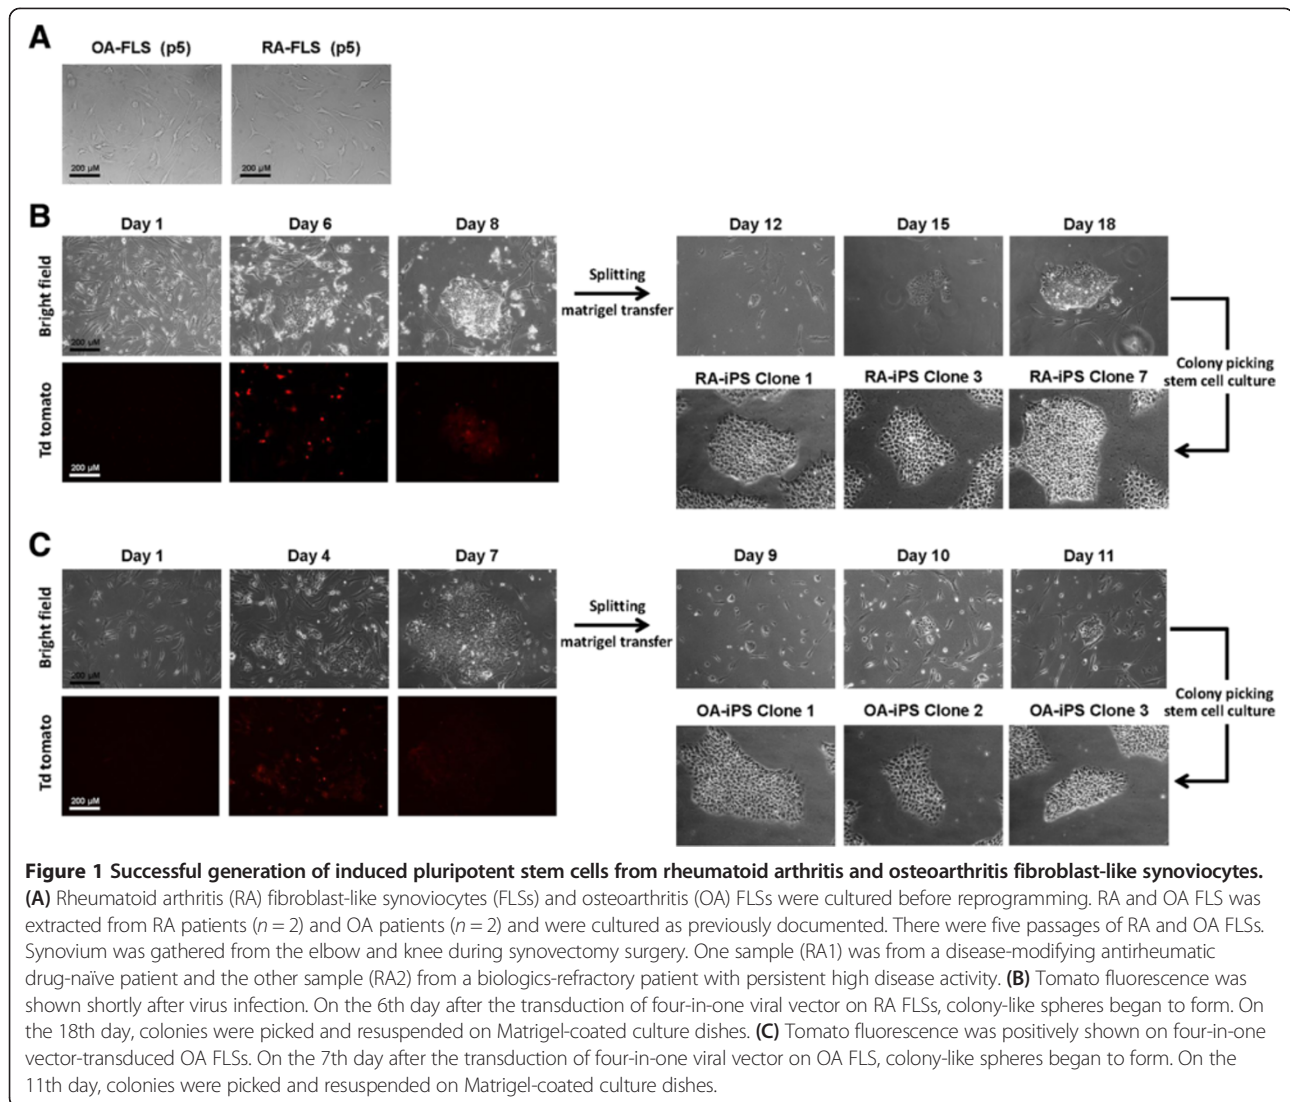 A
OA-FLS (p5)
RA-FLS (p5)
200 µM
200 µM
B
Day 1
Day 6
Day 8
Day 12
Day 15
Day 18
Bright field
200 µM
Splitting
matrigel transfer
Colony picking
stem cell culture
Td tomato
200 µM
RA-iPS Clone 1
RA-iPS Clone 3
RA-iPS Clone 7
C
Day 1
Day 4
Day 7
Day 9
Day 10
Day 11
Bright field
200 µM
Splitting
matrigel transfer
Colony picking
stem cell culture
Td tomato
200 µM
OA-iPS Clone 1
OA-iPS Clone 2
OA-iPS Clone 3
Figure 1 Successful generation of induced pluripotent stem cells from rheumatoid arthritis and osteoarthritis fibroblast-like synoviocytes.
(A) Rheumatoid arthritis (RA) fibroblast-like synoviocytes (FLSs) and osteoarthritis (OA) FLSs were cultured before reprogramming. RA and OA FLS was
extracted from RA patients (n = 2) and OA patients (n = 2) and were cultured as previously documented. There were five passages of RA and OA FLSs.
Synovium was gathered from the elbow and knee during synovectomy surgery. One sample (RA1) was from a disease-modifying antirheumatic
drug-naïve patient and the other sample (RA2) from a biologics-refractory patient with persistent high disease activity. (B) Tomato fluorescence was
shown shortly after virus infection. On the 6th day after the transduction of four-in-one viral vector on RA FLSs, colony-like spheres began to form. On
the 18th day, colonies were picked and resuspended on Matrigel-coated culture dishes. (C) Tomato fluorescence was positively shown on four-in-one
vector-transduced OA FLSs. On the 7th day after the transduction of four-in-one viral vector on OA FLS, colony-like spheres began to form. On the
11th day, colonies were picked and resuspended on Matrigel-coated culture dishes.